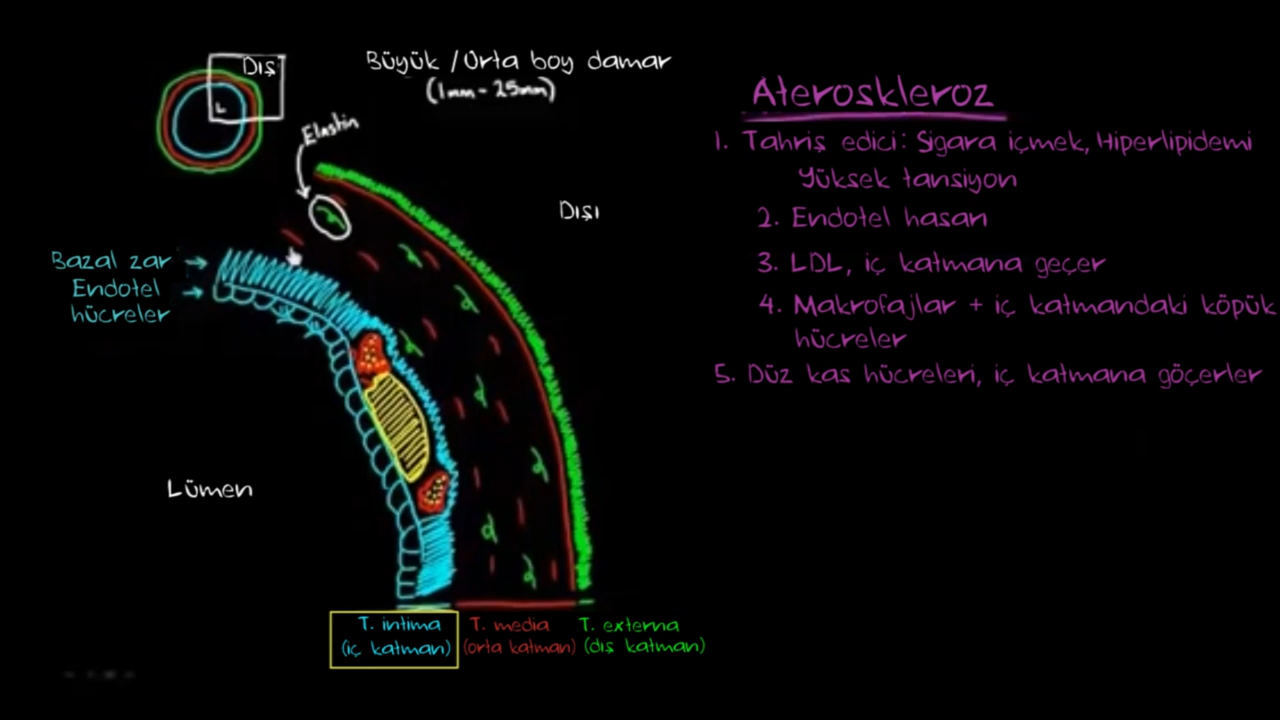 Dış
L
Büyük / Orta boy damar
(1mm - 25mm)
Elastin
Dışı
Bazal zar
Endotel
hücreler
Lümen
T. intima
(iç katman)
T. media
(orta katman)
T. externa
(dış katman)
Ateroskleroz
1. Tahriş edici: Sigara içmek, Hiperlipidemi
Yüksek tansiyon
2. Endotel hasarı
3. LDL, iç katmana geçer
4. Makrofajlar + iç katmandaki köpük
hücreler
5. Düz kas hücreleri, iç katmana göçerler